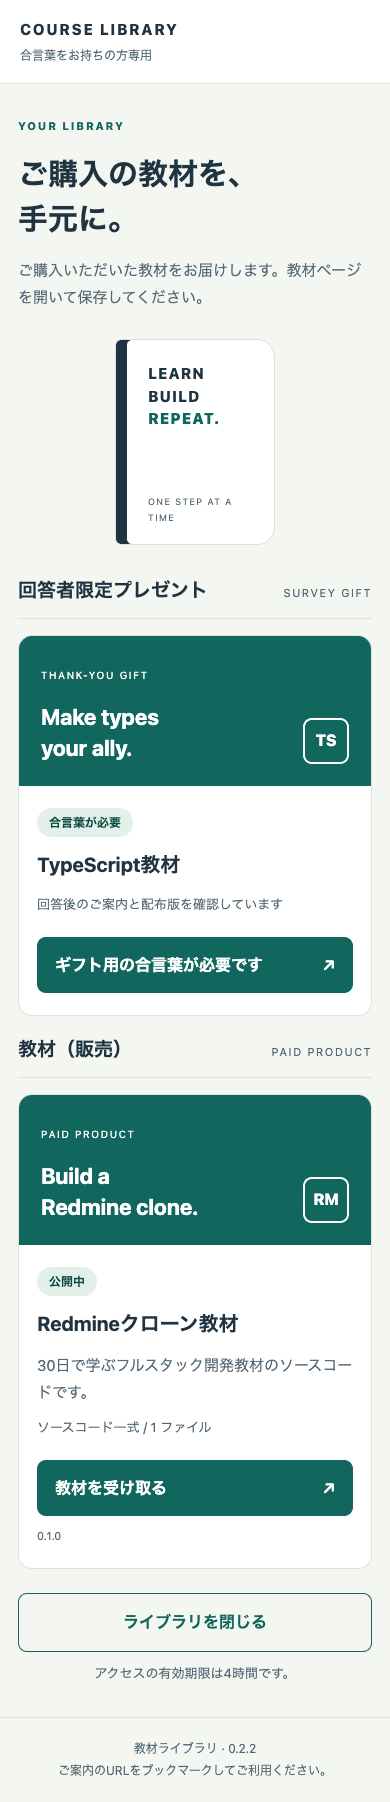 COURSE LIBRARY
合言葉をお持ちの方専用
YOUR LIBRARY
ご購入の教材を、
手元に。
ご購入いただいた教材をお届けします。教材ページ
を開いて保存してください。
LEARN
BUILD
REPEAT.
ONE STEP AT A
TIME
回答者限定プレゼント
SURVEY GIFT
THANK-YOU GIFT
Make types
your ally.
TS
合言葉が必要
TypeScript教材
回答後のご案内と配布版を確認しています
ギフト用の合言葉が必要です
教材（販売）
PAID PRODUCT
PAID PRODUCT
Build a
Redmine clone.
RM
公開中
Redmineクローン教材
30日で学ぶフルスタック開発教材のソースコー
ドです。
ソースコード一式 / 1 ファイル
教材を受け取る
0.1.0
ライブラリを閉じる
アクセスの有効期限は4時間です。
教材ライブラリ · 0.2.2
ご案内のURLをブックマークしてご利用ください。